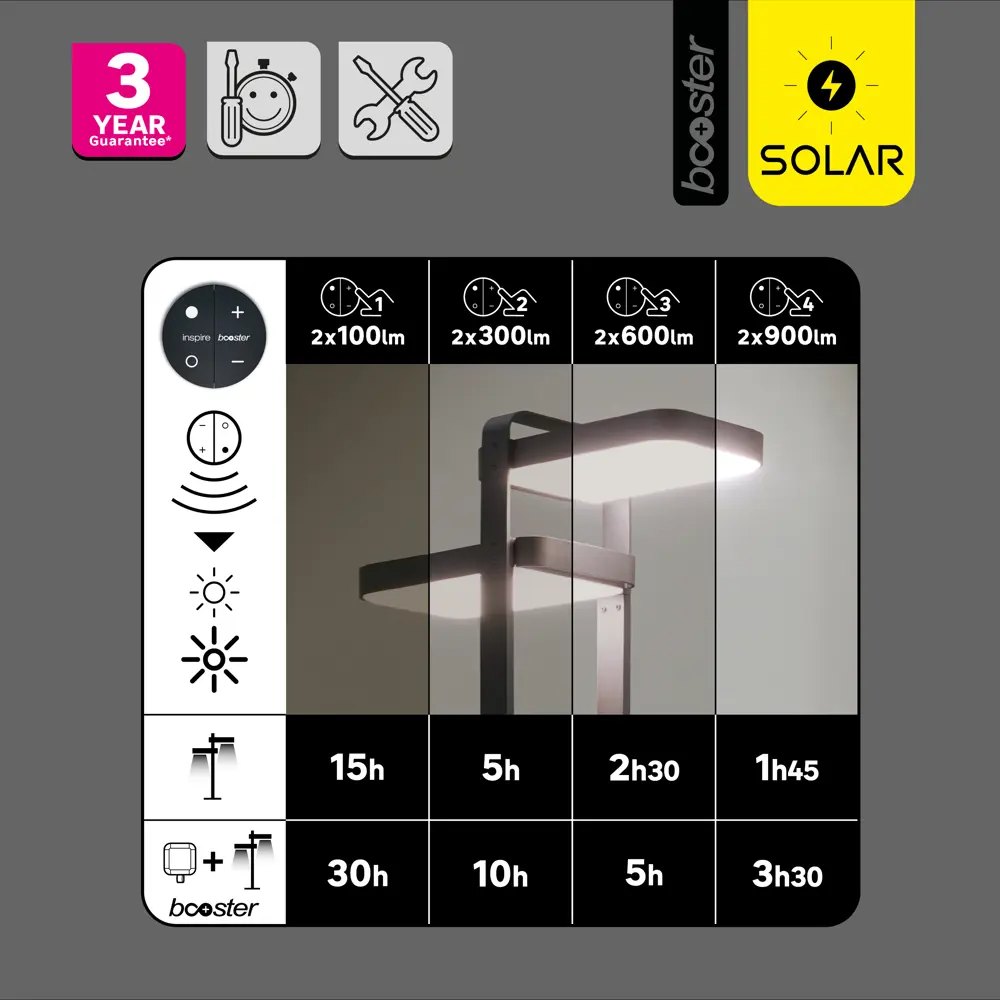 3
YEAR
Guarantee*
booster
SOLAR
inspire booster
1
2x100lm
2
2x300lm
3
2x600lm
4
2x900lm
15h
5h
2h30
1h45
booster
30h
10h
5h
3h30